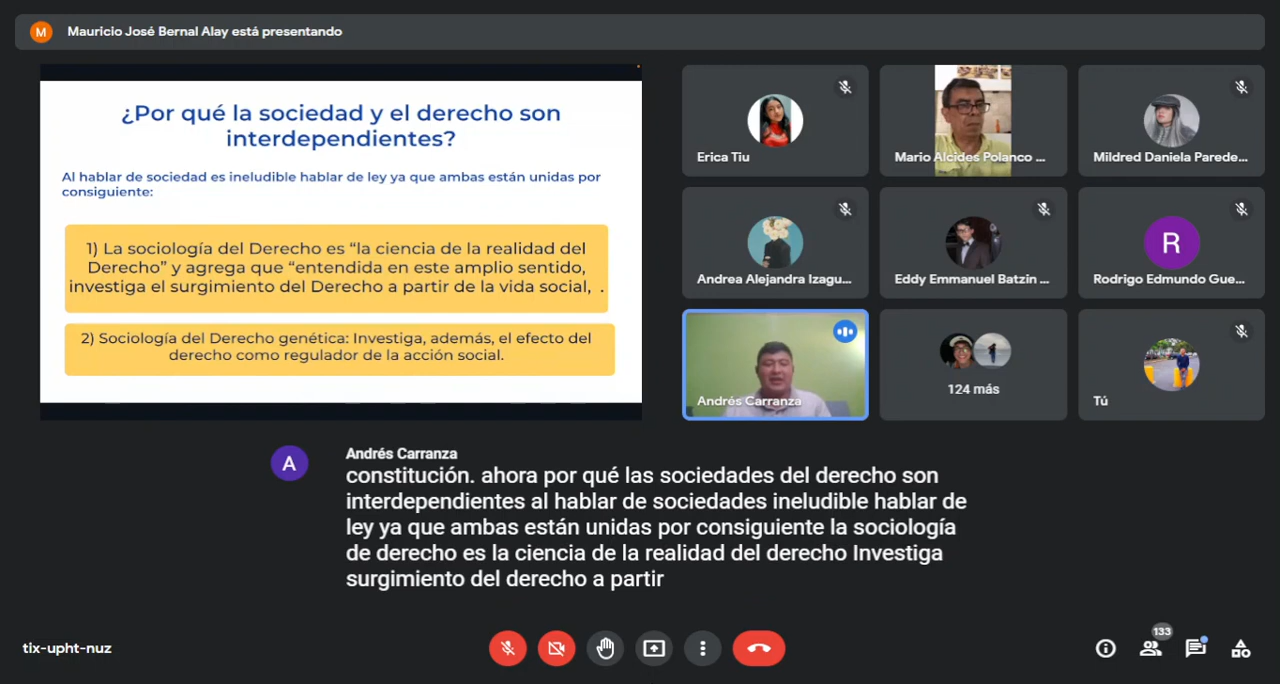 M
Mauricio José Bernal Alay está presentando
¿Por qué la sociedad y el derecho son
interdependientes?
Al hablar de sociedad es ineludible hablar de ley ya que ambas están unidas por
consiguiente:
1) La sociología del Derecho es “la ciencia de la realidad del
Derecho” y agrega que “entendida en este amplio sentido,
investiga el surgimiento del Derecho a partir de la vida social, .
2) Sociología del Derecho genética: Investiga, además, el efecto del
derecho como regulador de la acción social.
Erica Tiu
Mario Alcides Polanco ...
Mildred Daniela Parede...
Andrea Alejandra Izagu...
Eddy Emmanuel Batzin ...
R
Rodrigo Edmundo Gue...
Andrés Carranza
124 más
Tú
A
Andrés Carranza
constitución. ahora por qué las sociedades del derecho son
interdependientes al hablar de sociedades ineludible hablar de
ley ya que ambas están unidas por consiguiente la sociología
de derecho es la ciencia de la realidad del derecho Investiga
surgimiento del derecho a partir
tix-upht-nuz
133